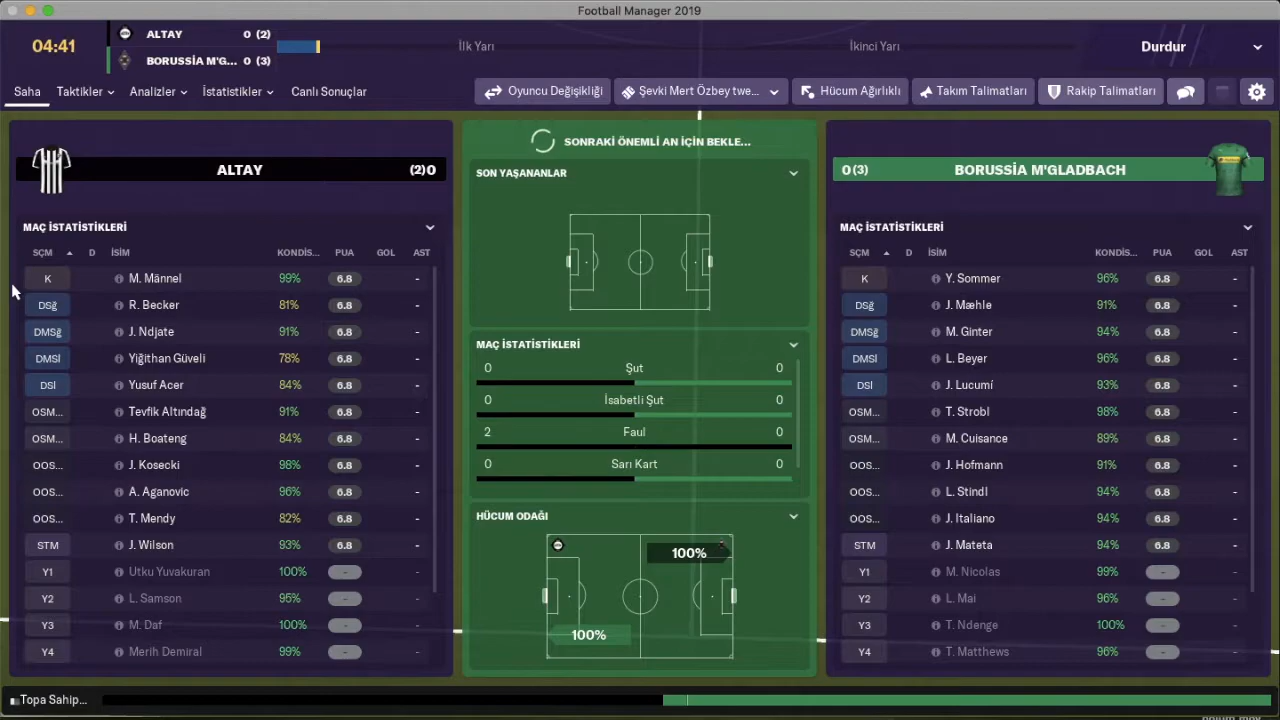 Football Manager 2019
04:41
ALTAY 0 (2)
BORUSSİA M'G... 0 (3)
İlk Yarı
İkinci Yarı
Durdur
Saha Taktikler Analizler İstatistikler Canlı Sonuçlar
Oyuncu Değişikliği
Şevki Mert Özbey twe...
Hücum Ağırlıklı
Takım Talimatları
Rakip Talimatları
ALTAY (2)0
MAÇ İSTATİSTİKLERİ
SÇM D İSİM KONDİS... PUA GOL AST
K M. Männel 99% 6.8 -
DSğ R. Becker 81% 6.8 -
DMSğ J. Ndjate 91% 6.8 -
DMSl Yiğithan Güveli 78% 6.8 -
DSl Yusuf Acer 84% 6.8 -
OSM... Tevfik Altındağ 91% 6.8 -
OSM... H. Boateng 84% 6.8 -
OOS... J. Kosecki 98% 6.8 -
OOS... A. Aganovic 96% 6.8 -
OOS... T. Mendy 82% 6.8 -
STM J. Wilson 93% 6.8 -
Y1 Utku Yuvakuran 100% - -
Y2 L. Samson 95% - -
Y3 M. Daf 100% - -
Y4 Merih Demiral 99% - -
SONRAKİ ÖNEMLİ AN İÇİN BEKLE...
SON YAŞANANLAR
MAÇ İSTATİSTİKLERİ
0 Şut 0
0 İsabetli Şut 0
2 Faul 0
0 Sarı Kart 0
HÜCUM ODAĞI
100%
100%
0(3) BORUSSİA M'GLADBACH
MAÇ İSTATİSTİKLERİ
SÇM D İSİM KONDİS... PUA GOL AST
K Y. Sommer 96% 6.8 -
DSğ J. Mæhle 91% 6.8 -
DMSğ M. Ginter 94% 6.8 -
DMSl L. Beyer 96% 6.8 -
DSl J. Lucumí 93% 6.8 -
OSM... T. Strobl 98% 6.8 -
OSM... M. Cuisance 89% 6.8 -
OOS... J. Hofmann 91% 6.8 -
OOS... L. Stindl 94% 6.8 -
OOS... J. Italiano 94% 6.8 -
STM J. Mateta 94% 6.8 -
Y1 M. Nicolas 99% - -
Y2 L. Mai 96% - -
Y3 T. Ndenge 100% - -
Y4 T. Matthews 96% - -
Topa Sahip...